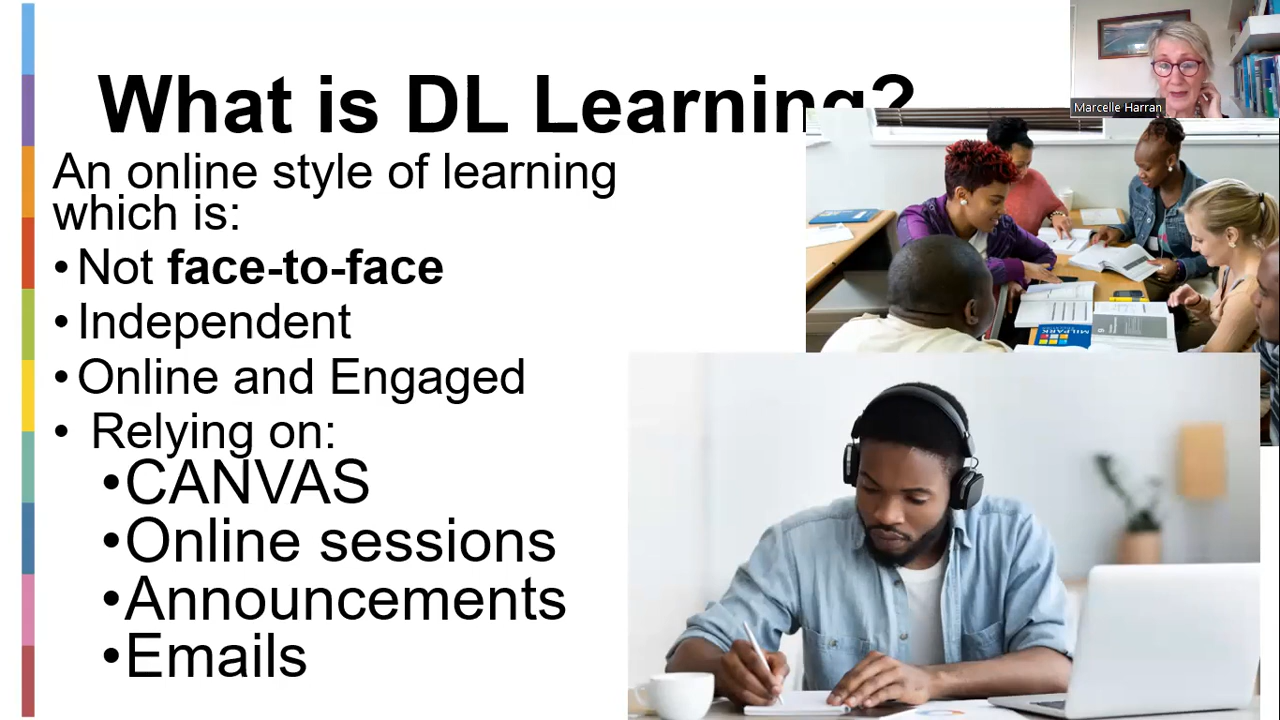 What is DL Learning?
An online style of learning
which is:
•Not face-to-face
•Independent
•Online and Engaged
• Relying on:
•CANVAS
•Online sessions
•Announcements
•Emails
Marcelle Harran
MILPARK